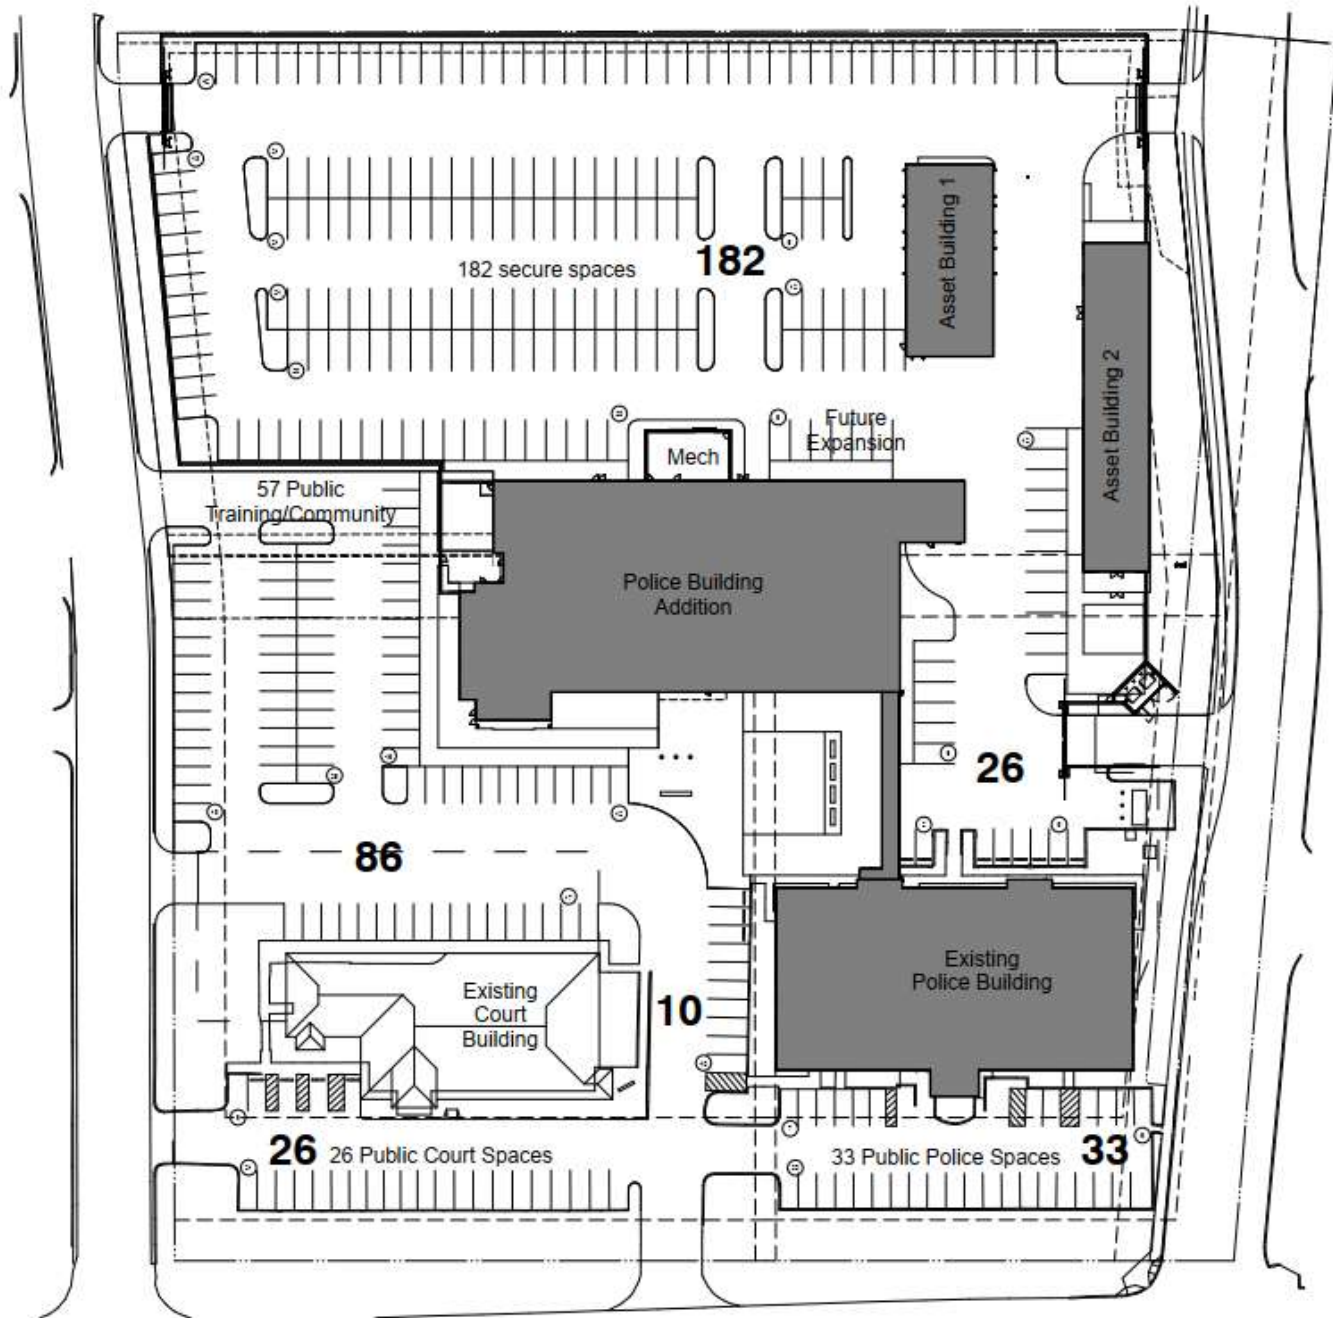 182 secure spaces
182
Asset Building 1
Asset Building 2
Future
Expansion
Mech
57 Public
Training/Community
Police Building
Addition
26
86
Existing
Court
Building
10
Existing
Police Building
26
26 Public Court Spaces
33 Public Police Spaces
33